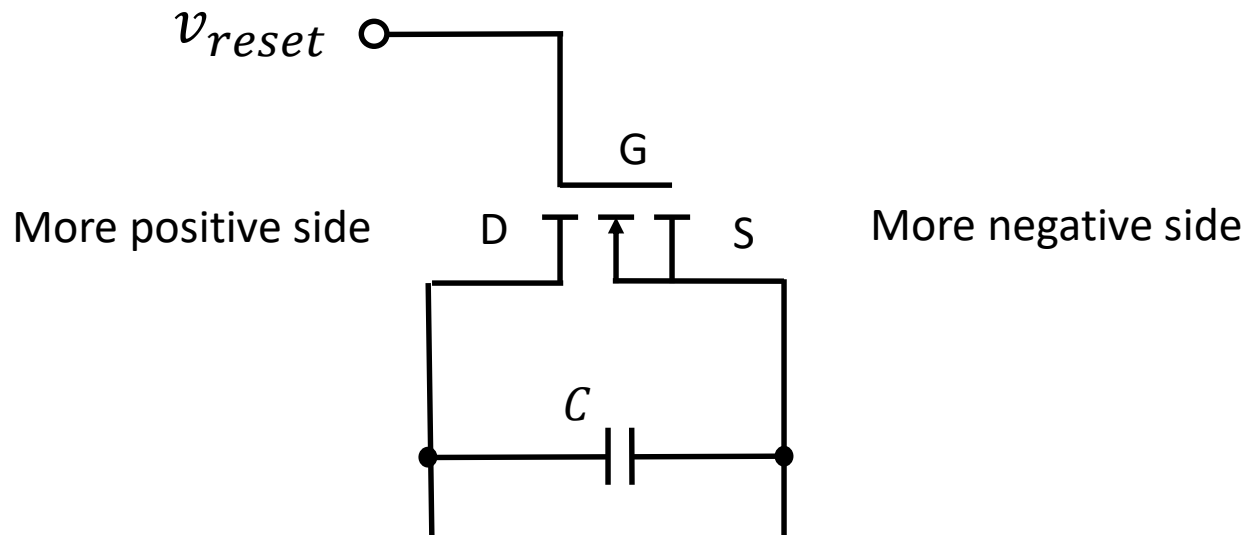 v_reset
G
More positive side
D
S
More negative side
C